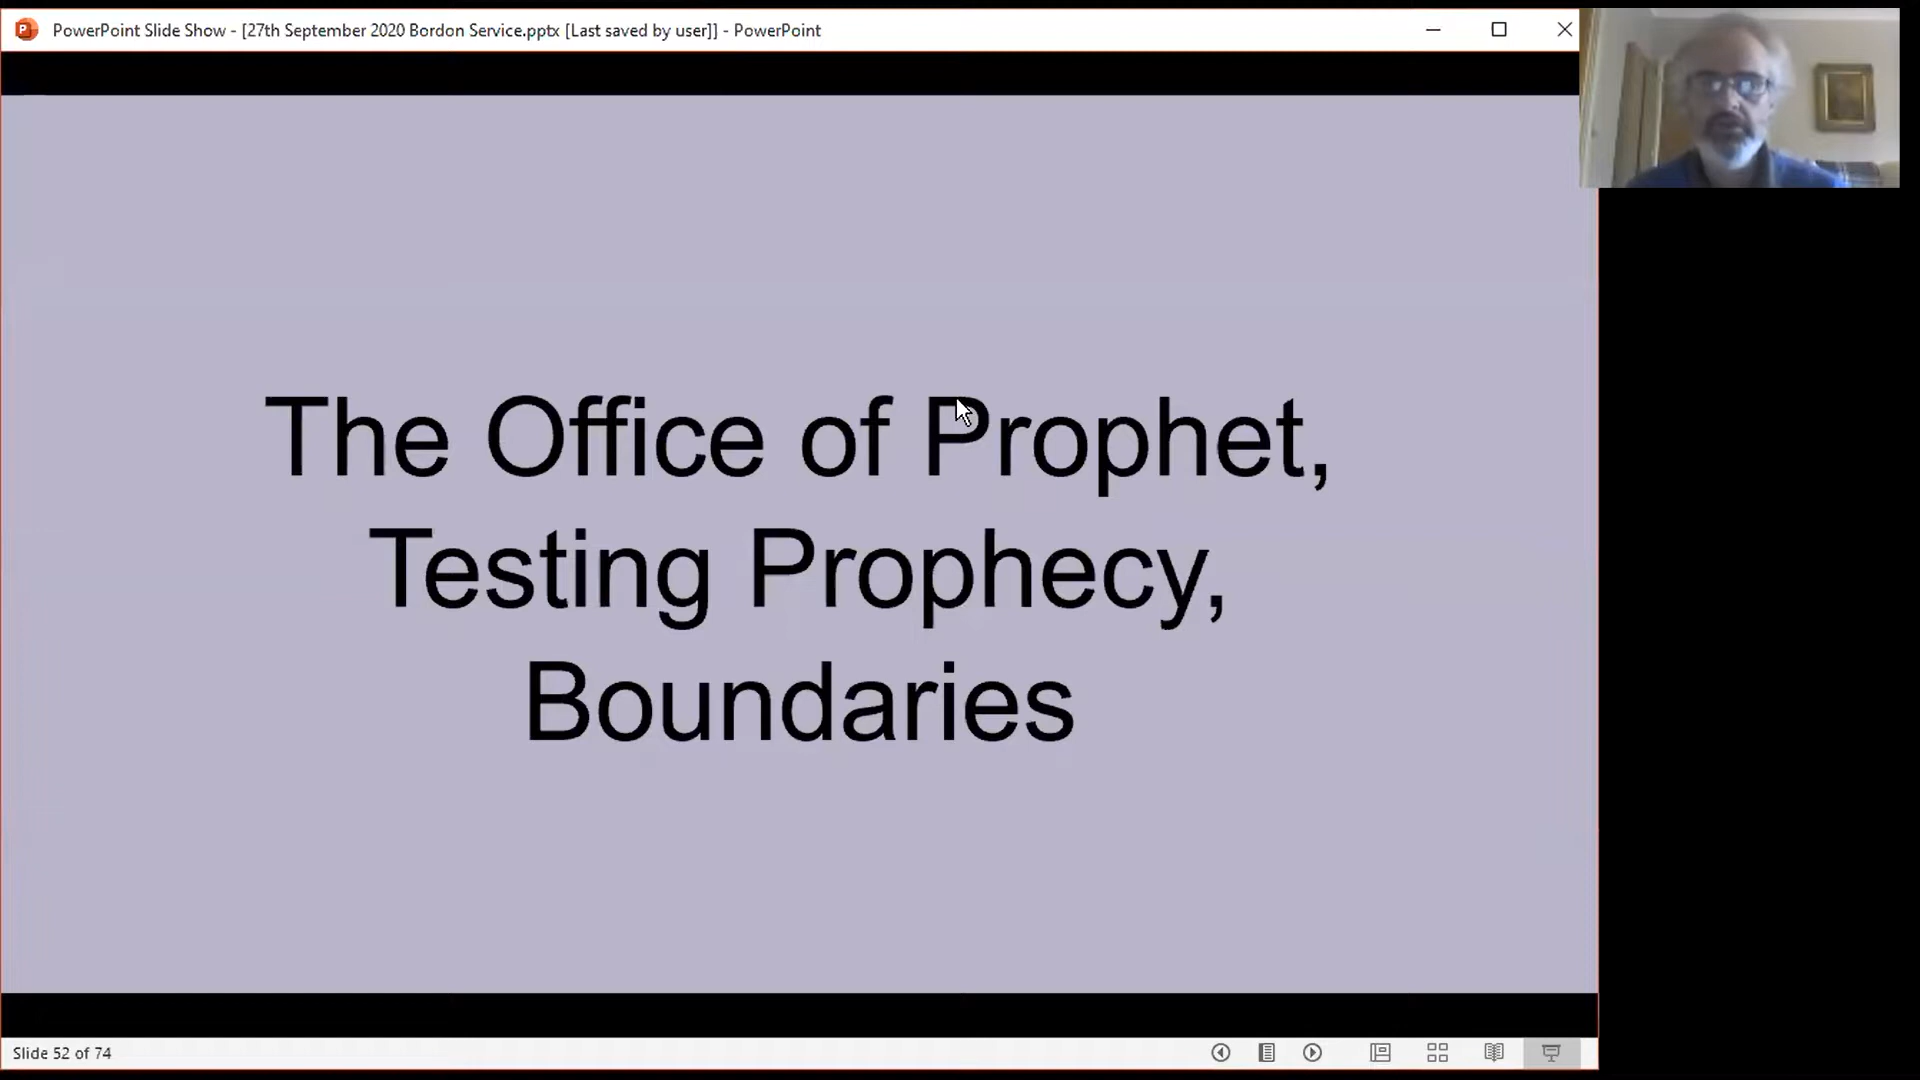 PowerPoint Slide Show - [27th September 2020 Bordon Service.pptx [Last saved by user]] - PowerPoint
The Office of Prophet,
Testing Prophecy,
Boundaries
Slide 52 of 74